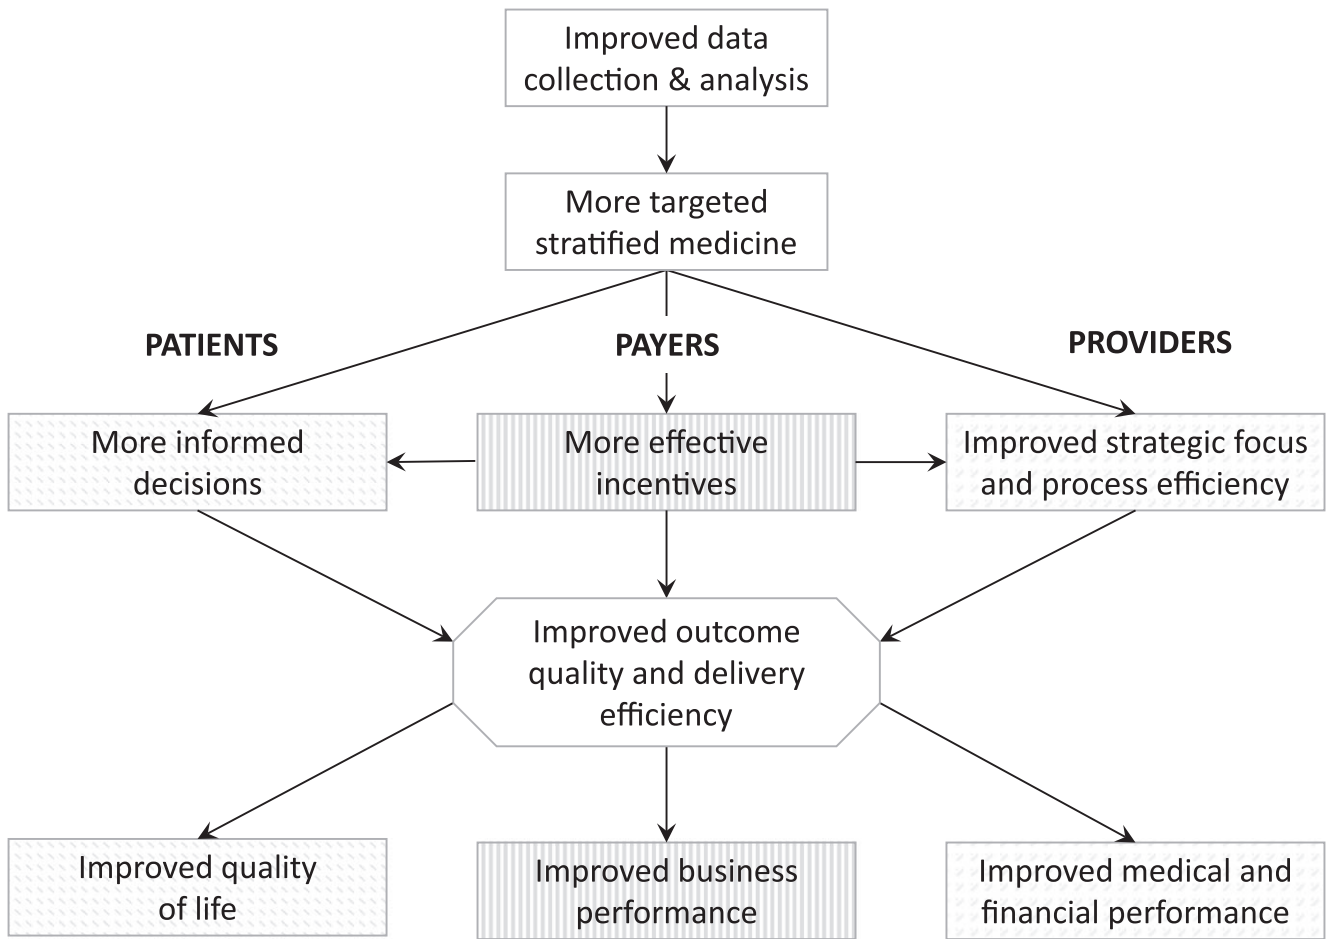 Improved data
collection & analysis
More targeted
stratified medicine
PATIENTS
PAYERS
PROVIDERS
More informed
decisions
More effective
incentives
Improved strategic focus
and process efficiency
Improved outcome
quality and delivery
efficiency
Improved quality
of life
Improved business
performance
Improved medical and
financial performance